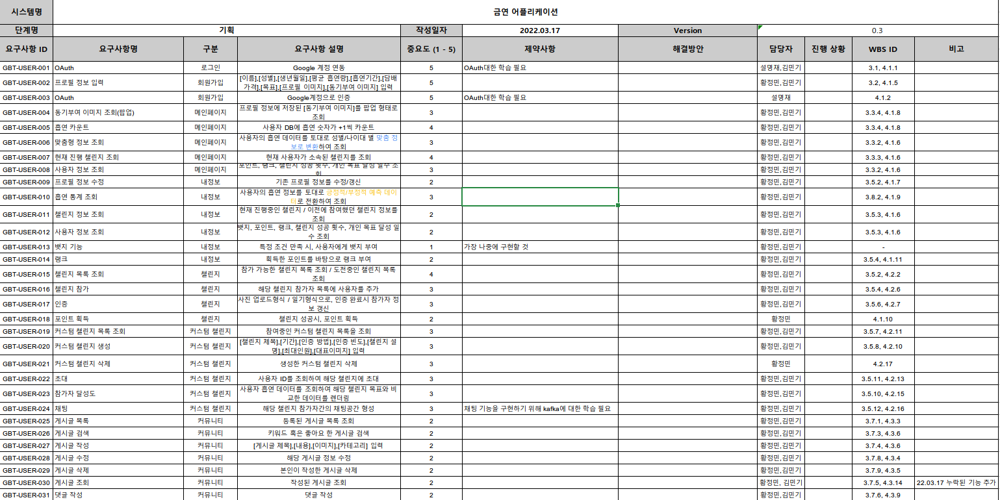 시스템명 금연 어플리케이션
단계명 기획 작성일자 2022.03.17 Version 0.3
요구사항 ID 요구사항명 구분 요구사항 설명 중요도 (1 - 5) 제약사항 해결방안 담당자 진행 상황 WBS ID 비고
GBT-USER-001 OAuth 로그인 Google 계정 연동 5 OAuth대한 학습 필요 설명재,김민기 3.1, 4.1.1
GBT-USER-002 프로필 정보 입력 회원가입 [이름],[성별],[생년월일],[평균 흡연량],[흡연기간],[담배
가격],[목표],[프로필 이미지],[동기부여 이미지] 입력 5 황정민,김민기 3.2, 4.1.5
GBT-USER-003 OAuth 회원가입 Google계정으로 인증 5 OAuth대한 학습 필요 설명재 4.1.2
GBT-USER-004 동기부여 이미지 조회(팝업) 메인페이지 프로필 정보에 저장된 [동기부여 이미지]를 팝업 형태로
조회 3 황정민,김민기 3.3.4, 4.1.8
GBT-USER-005 흡연 카운트 메인페이지 사용자 DB에 흡연 숫자가 +1씩 카운트 4 황정민,김민기 3.3.4, 4.1.8
GBT-USER-006 맞춤형 정보 조회 메인페이지 사용자의 흡연 데이터를 토대로 성별/나이대 별 맞춤 정
보로 변환하여 조회 3 황정민,김민기 3.3.2, 4.1.6
GBT-USER-007 현재 진행 챌린지 조회 메인페이지 현재 사용자가 소속된 챌린지를 조회 4 황정민,김민기 3.3.3, 4.1.6
GBT-USER-008 사용자 정보 조회 메인페이지 포인트, 랭크, 챌린지 성공 횟수, 개인 목표 달성 일수 조
회 3 황정민,김민기 3.3.2, 4.1.6
GBT-USER-009 프로필 정보 수정 내정보 기존 프로필 정보를 수정/갱신 2 황정민,김민기 3.5.2, 4.1.7
GBT-USER-010 흡연 통계 조회 내정보 사용자의 흡연 정보를 토대로 긍정적/부정적 예측 데이
터로 전환하여 조회 3 황정민,김민기 3.8.2, 4.1.9
GBT-USER-011 챌린지 정보 조회 내정보 현재 진행중인 챌린지 / 이전에 참여했던 챌린지 정보를
조회 2 황정민,김민기 3.5.3, 4.1.6
GBT-USER-012 사용자 정보 조회 내정보 뱃지, 포인트, 랭크, 챌린지 성공 횟수, 개인 목표 달성 일
수 조회 2 황정민,김민기 3.5.3, 4.1.6
GBT-USER-013 뱃지 기능 내정보 특정 조건 만족 시, 사용자에게 뱃지 부여 1 가장 나중에 구현할 것 황정민,김민기 -
GBT-USER-014 랭크 내정보 획득한 포인트를 바탕으로 랭크 부여 2 황정민,김민기 3.5.4, 4.1.11
GBT-USER-015 챌린지 목록 조회 챌린지 참가 가능한 챌린지 목록 조회 / 도전중인 챌린지 목록
조회 4 황정민,김민기 3.5.2, 4.2.2
GBT-USER-016 챌린지 참가 챌린지 해당 챌린지 참가자 목록에 사용자를 추가 3 황정민,김민기 3.5.4, 4.2.6
GBT-USER-017 인증 챌린지 사진 업로드형식 / 일기형식으로, 인증 완료시 참가자 정
보 갱신 3 황정민,김민기 3.5.6, 4.2.7
GBT-USER-018 포인트 획득 챌린지 챌린지 성공시, 포인트 획득 2 황정민 4.1.10
GBT-USER-019 커스텀 챌린지 목록 조회 커스텀 챌린지 참여중인 커스텀 챌린지 목록을 조회 3 황정민,김민기 3.5.7, 4.2.11
GBT-USER-020 커스텀 챌린지 생성 커스텀 챌린지 [챌린지 제목],[기간],[인증 방법],[인증 빈도],[챌린지 설
명],[최대인원],[대표이미지] 입력 3 황정민,김민기 3.5.8, 4.2.10
GBT-USER-021 커스텀 챌린지 삭제 커스텀 챌린지 생성한 커스텀 챌린지 삭제 3 황정민 4.2.17
GBT-USER-022 초대 커스텀 챌린지 사용자 ID를 조회하여 해당 챌린지에 초대 3 황정민,김민기 3.5.11, 4.2.13
GBT-USER-023 참가자 달성도 커스텀 챌린지 사용자 흡연 데이터를 조회하여 해당 챌린지 목표와 비
교한 데이터를 렌더링 3 황정민,김민기 3.5.10, 4.2.15
GBT-USER-024 채팅 커스텀 챌린지 해당 챌린지 참가자간의 채팅공간 형성 3 채팅 기능을 구현하기 위해 kafka에 대한 학습 필요 황정민,김민기 3.5.12, 4.2.16
GBT-USER-025 게시글 목록 커뮤니티 등록된 게시글 목록 조회 2 황정민,김민기 3.7.1, 4.3.3
GBT-USER-026 게시글 검색 커뮤니티 키워드 혹은 좋아요 한 게시글 검색 2 황정민,김민기 3.7.3, 4.3.6
GBT-USER-027 게시글 작성 커뮤니티 [게시글 제목],[내용],[이미지],[카테고리] 입력 2 황정민,김민기 3.7.4, 4.3.6
GBT-USER-028 게시글 수정 커뮤니티 해당 게시글 정보 수정 2 황정민,김민기 3.7.8, 4.3.4
GBT-USER-029 게시글 삭제 커뮤니티 본인이 작성한 게시글 삭제 2 황정민,김민기 3.7.9, 4.3.5
GBT-USER-030 게시글 조회 커뮤니티 작성된 게시글 조회 2 황정민, 김민기 3.7.5, 4.3.14 22.03.17 누락된 기능 추가
GBT-USER-031 댓글 작성 커뮤니티 댓글 작성 2 황정민,김민기 3.7.6, 4.3.9